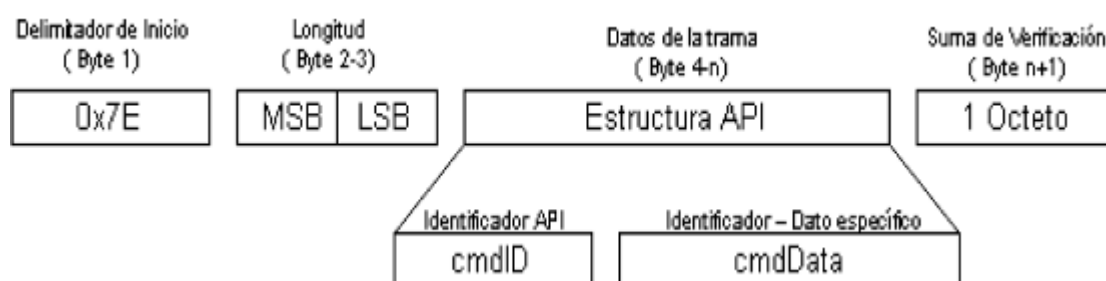 Delimitador de Inicio
( Byte 1)
Longitud
( Byte 2-3)
Datos de la trama
( Byte 4-n)
Suma de Verificación
( Byte n+1)
0x7E
MSB
LSB
Estructura API
1 Octeto
Identificador API
Identificador – Dato específico
cmdID
cmdData